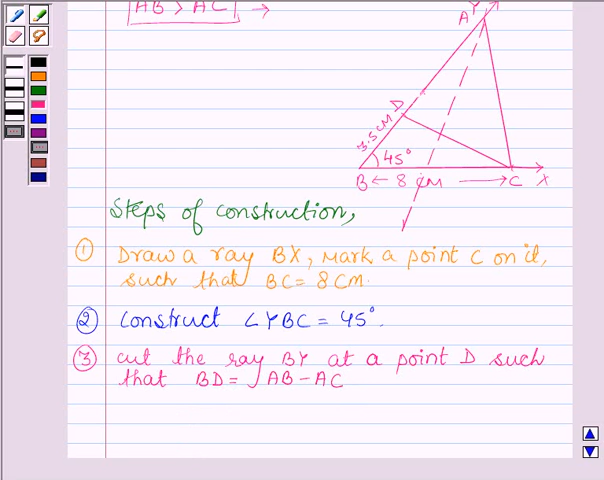 AB > AC →
A Y
3.5CM D
45°
B ← 8 CM → C X
Steps of construction,
① Draw a ray BX, Mark a point C on it,
such that BC = 8 CM.
② Construct ∠YBC = 45°.
③ cut the ray BY at a point D such
that BD = AB - AC